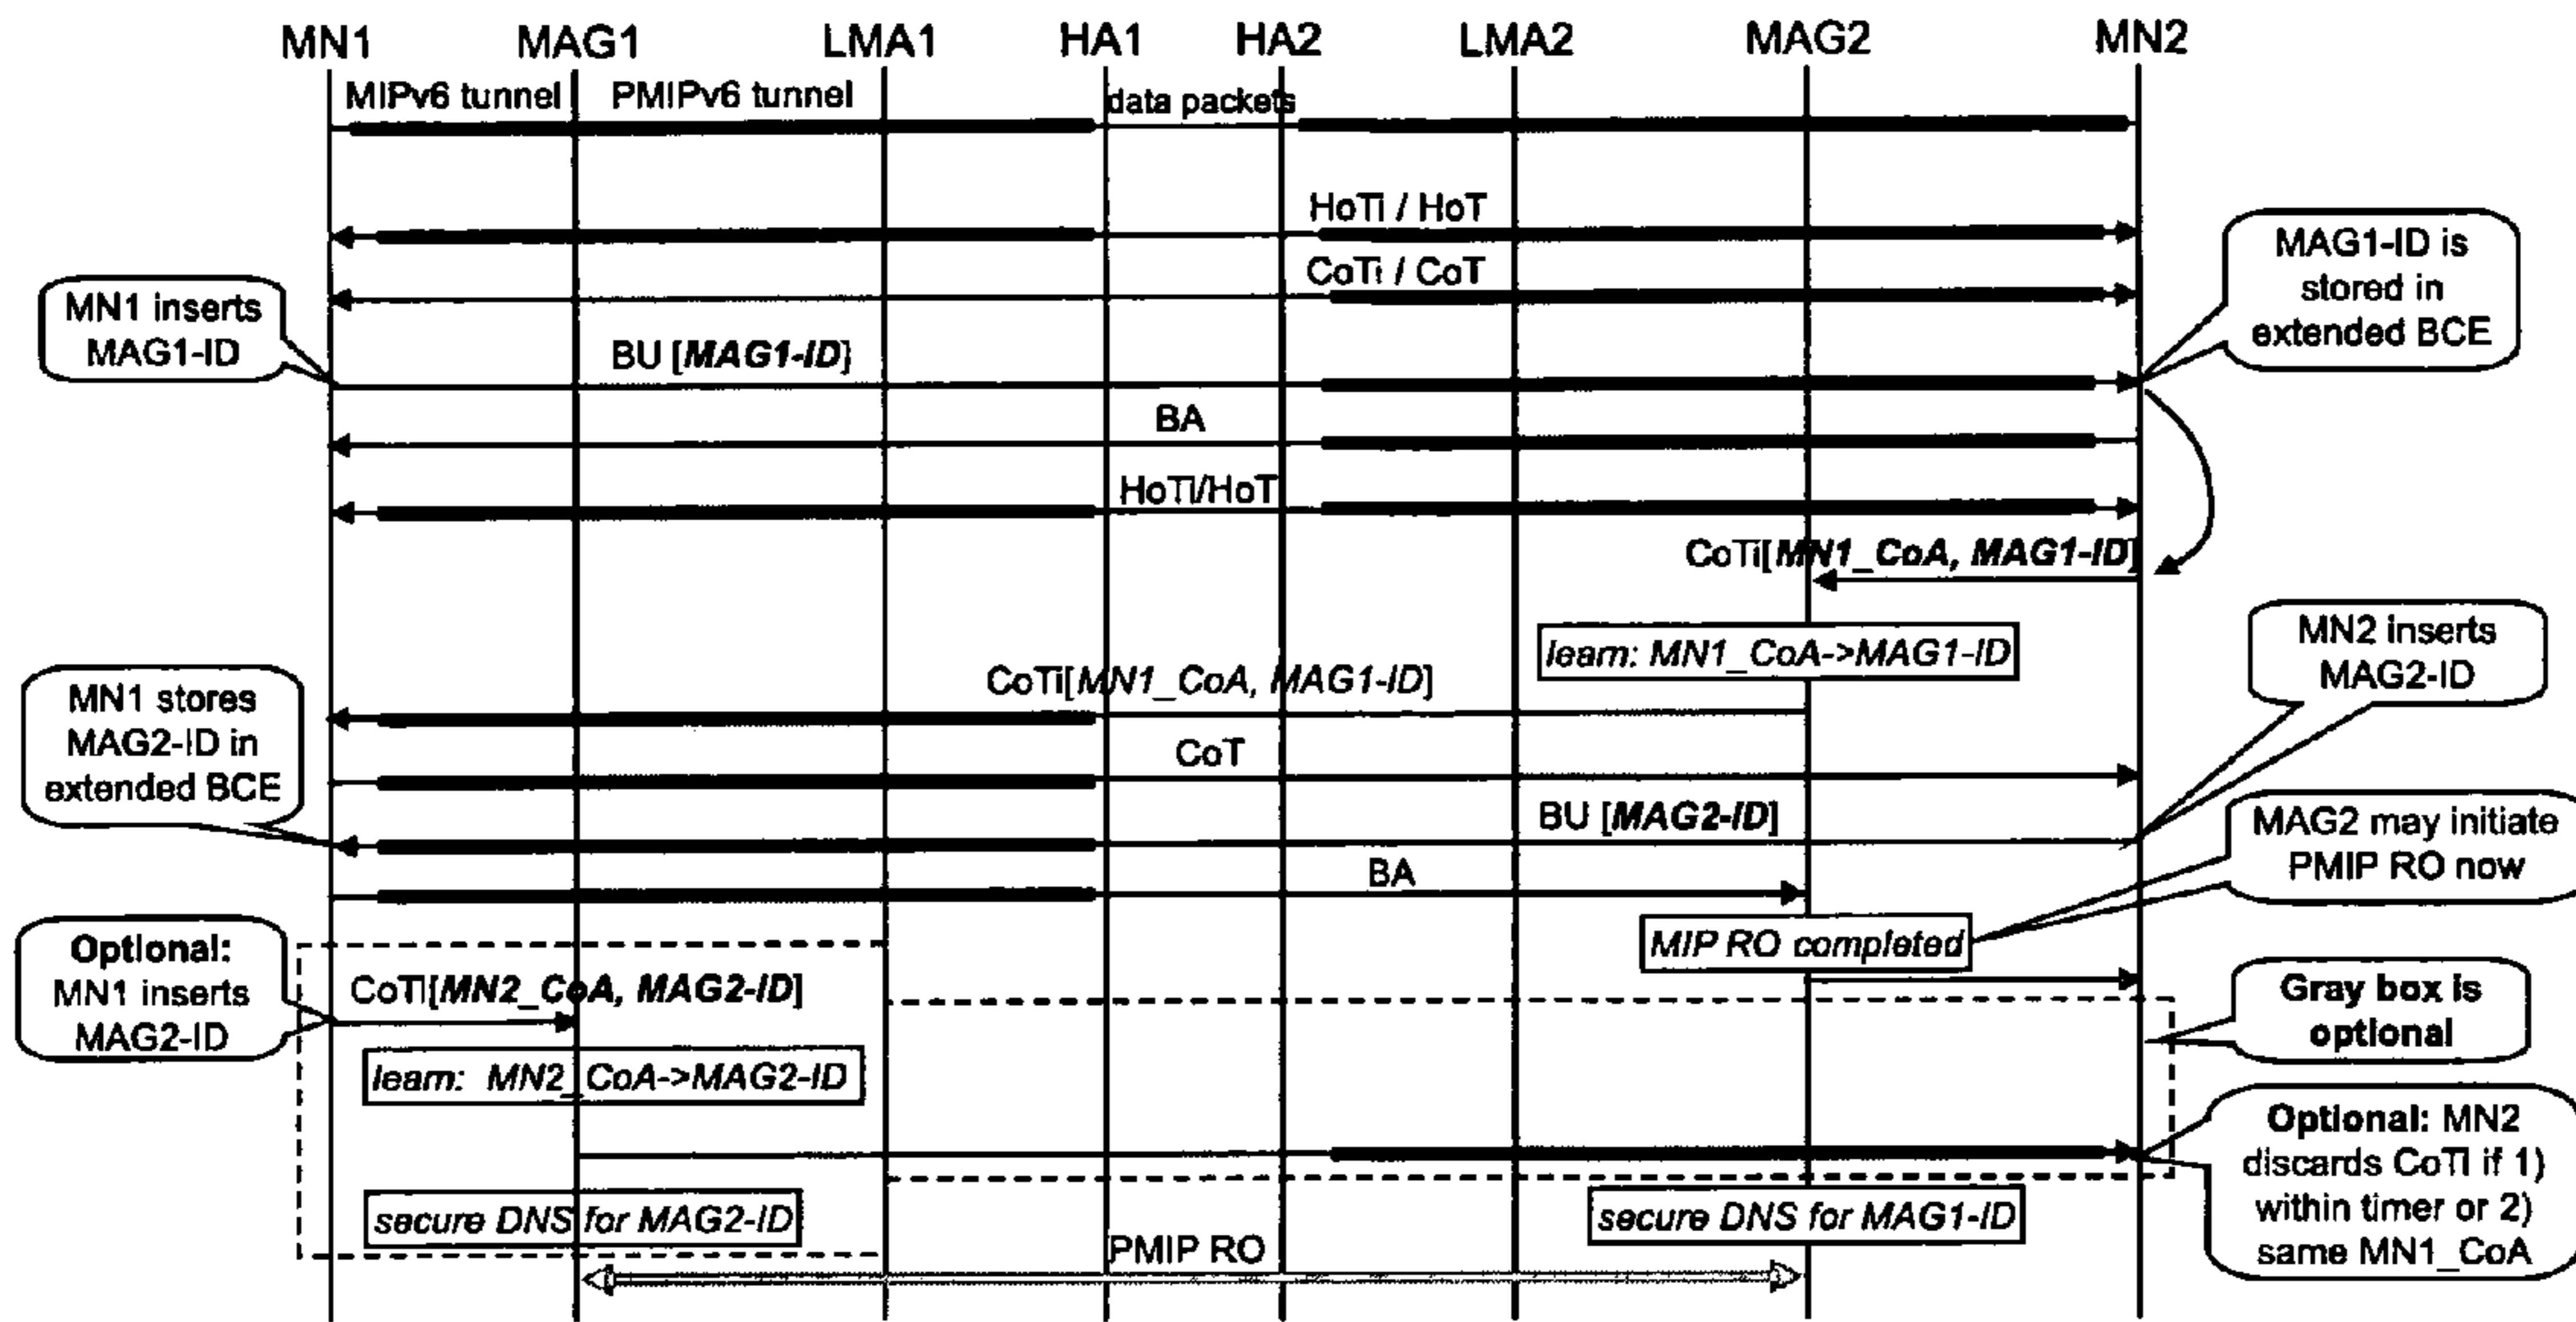 MN1 MAG1 LMA1 HA1 HA2 LMA2 MAG2 MN2
MIPv6 tunnel PMIPv6 tunnel data packets
HoTi / HoT
CoTi / CoT
MN1 inserts
MAG1-ID
BU [MAG1-ID}
MAG1-ID is
stored in
extended BCE
BA
HoTI/HoT
CoTi[MN1_CoA, MAG1-ID]
learn: MN1_CoA->MAG1-ID
MN2 inserts
MAG2-ID
CoTi[MN1_CoA, MAG1-ID]
MN1 stores
MAG2-ID in
extended BCE
CoT
BU [MAG2-ID]
MAG2 may initiate
PMIP RO now
BA
MIP RO completed
Optional:
MN1 inserts
MAG2-ID
CoTI[MN2_CoA, MAG2-ID]
Gray box is
optional
learn: MN2_CoA->MAG2-ID
Optional: MN2
discards CoTI if 1)
within timer or 2)
same MN1_CoA
secure DNS for MAG2-ID
secure DNS for MAG1-ID
PMIP RO